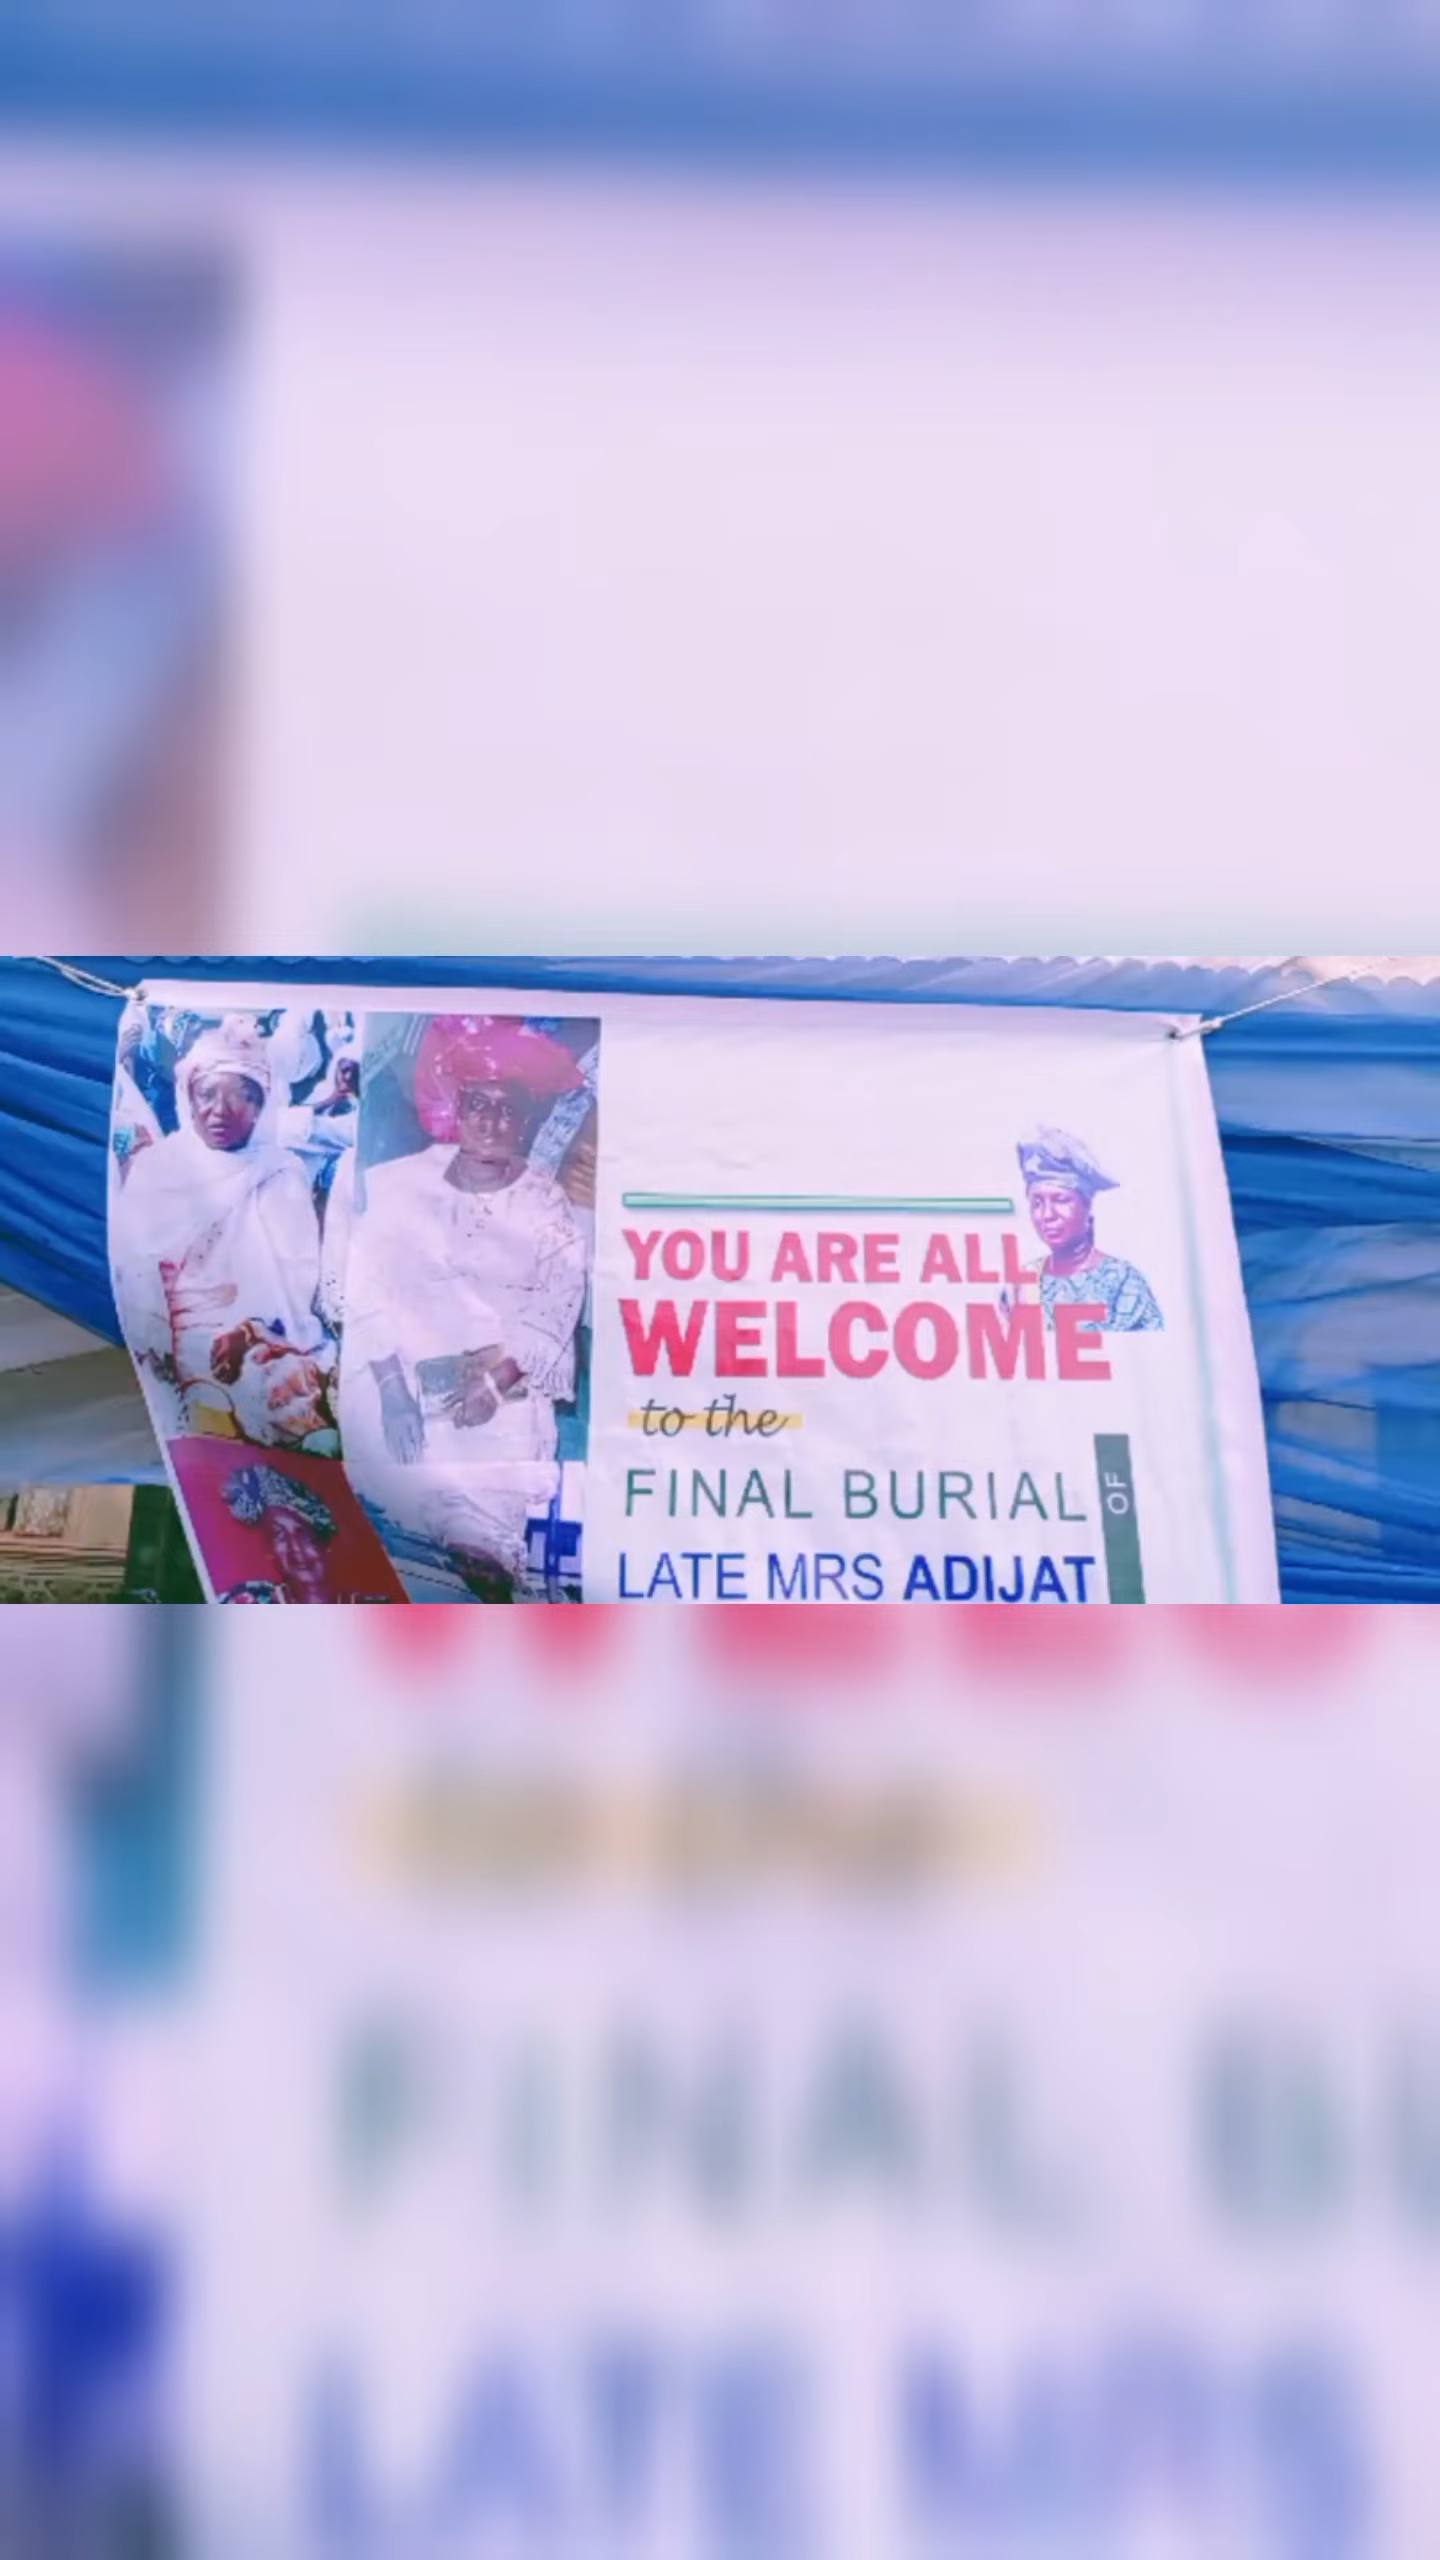 YOU ARE ALL
WELCOME
to the
FINAL BURIAL
OF
LATE MRS ADIJAT